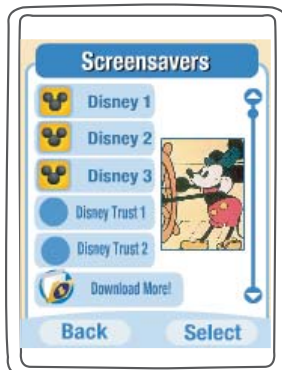 Screensavers
Disney 1
Disney 2
Disney 3
Disney Trust 1
Disney Trust 2
Download More!
Back
Select